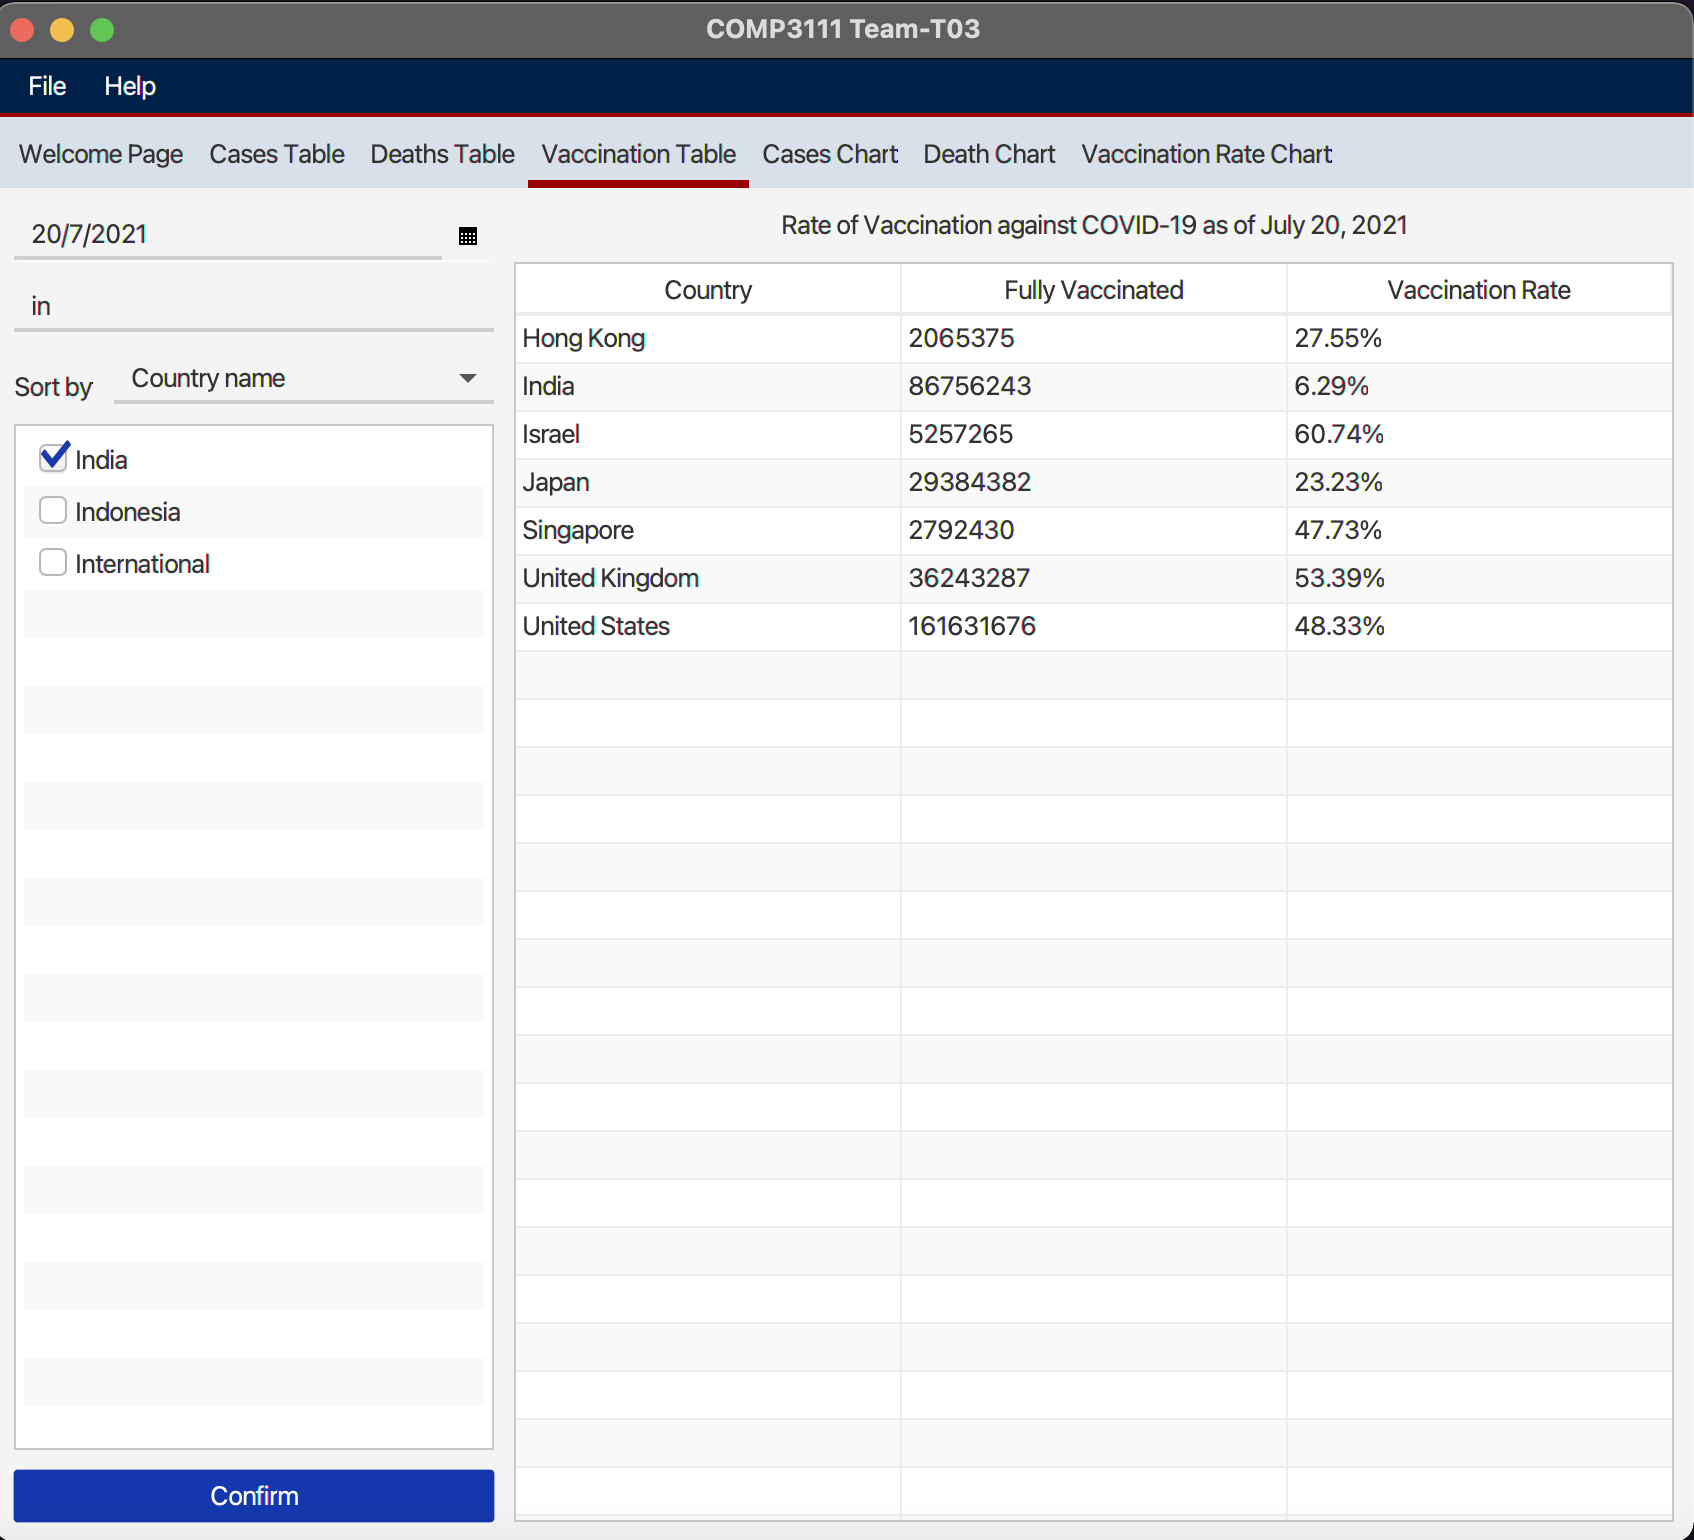 COMP3111 Team-T03
File Help
Welcome Page Cases Table Deaths Table Vaccination Table Cases Chart Death Chart Vaccination Rate Chart
20/7/2021
in
Sort by Country name
India
Indonesia
International
Confirm
Rate of Vaccination against COVID-19 as of July 20, 2021
Country Fully Vaccinated Vaccination Rate
Hong Kong 2065375 27.55%
India 86756243 6.29%
Israel 5257265 60.74%
Japan 29384382 23.23%
Singapore 2792430 47.73%
United Kingdom 36243287 53.39%
United States 161631676 48.33%